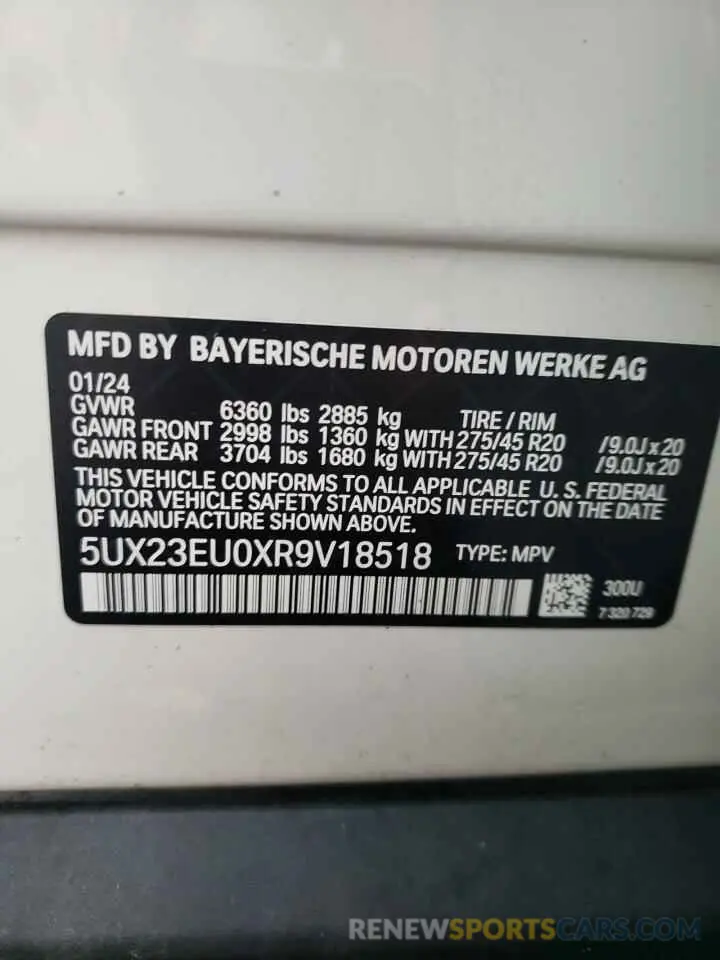 MFD BY BAYERISCHE MOTOREN WERKE AG
01/24
GVWR 6360 lbs 2885 kg TIRE / RIM
GAWR FRONT 2998 lbs 1360 kg WITH 275/45 R20 /9.0J x 20
GAWR REAR 3704 lbs 1680 kg WITH 275/45 R20 /9.0J x 20
THIS VEHICLE CONFORMS TO ALL APPLICABLE U. S. FEDERAL
MOTOR VEHICLE SAFETY STANDARDS IN EFFECT ON THE DATE
OF MANUFACTURE SHOWN ABOVE.
5UX23EU0XR9V18518 TYPE: MPV
300U
7 320 729
RENEWSPORTSCARS.COM